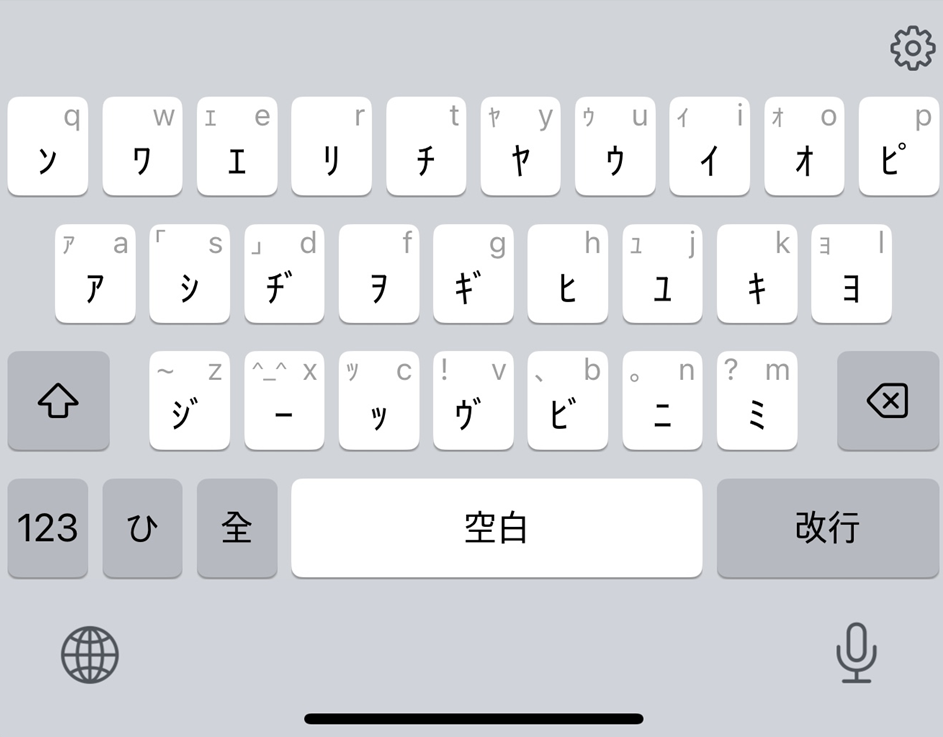 q w ｪ e r t ｬ y ｩ u ｨ i ｫ o p
ﾝ ﾜ ｴ ﾘ ﾁ ﾔ ｳ ｲ ｵ ﾋﾟ
ｧ a 「 s 」 d f g h ｭ j k ｮ l
ｱ ｼ ﾁﾞ ｦ ｷﾞ ﾋ ﾕ ｷ ﾖ
~ z ^_^ x ｯ c ! v 、 b 。 n ? m
ｼﾞ ｰ ｯ ｳﾞ ﾋﾞ ﾆ ﾐ
123 ひ 全 空白 改行